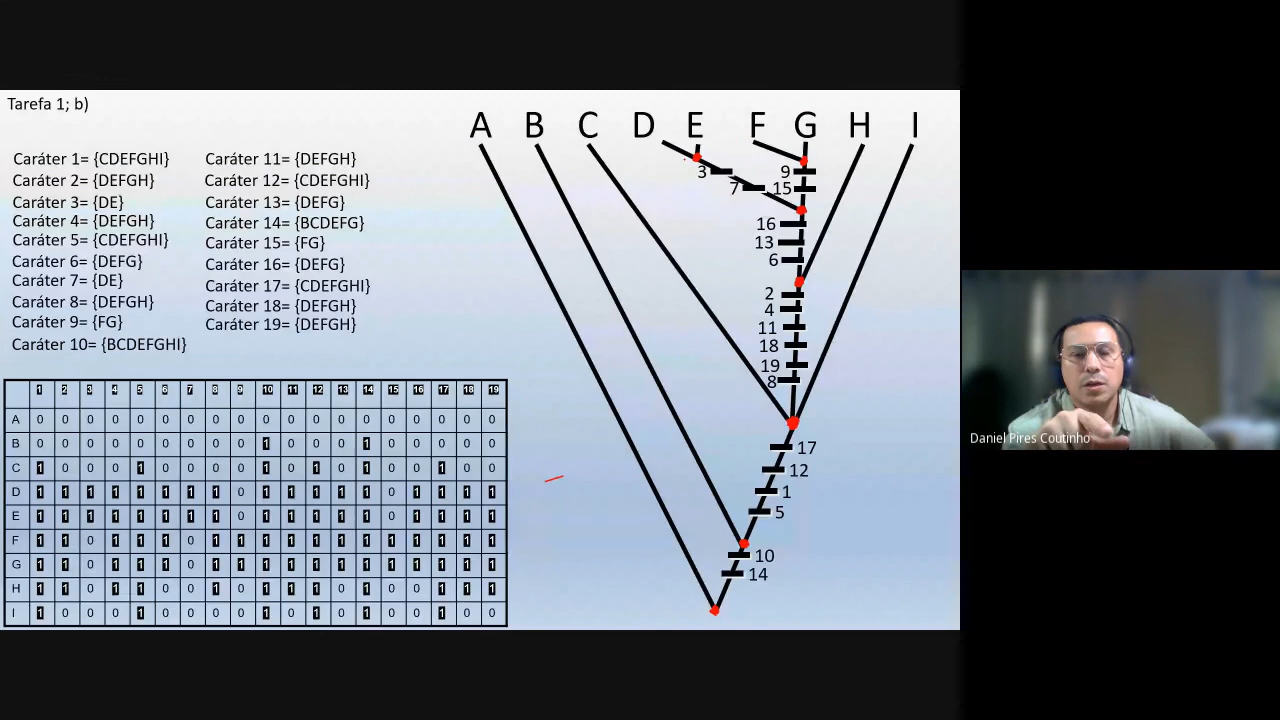 Tarefa 1; b)
Caráter 1= {CDEFGHI}
Caráter 2= {DEFGH}
Caráter 3= {DE}
Caráter 4= {DEFGH}
Caráter 5= {CDEFGHI}
Caráter 6= {DEFG}
Caráter 7= {DE}
Caráter 8= {DEFGH}
Caráter 9= {FG}
Caráter 10= {BCDEFGHI}
Caráter 11= {DEFGH}
Caráter 12= {CDEFGHI}
Caráter 13= {DEFG}
Caráter 14= {BCDEFG}
Caráter 15= {FG}
Caráter 16= {DEFG}
Caráter 17= {CDEFGHI}
Caráter 18= {DEFGH}
Caráter 19= {DEFGH}
1 2 3 4 5 6 7 8 9 10 11 12 13 14 15 16 17 18 19
A 0 0 0 0 0 0 0 0 0 0 0 0 0 0 0 0 0 0 0
B 0 0 0 0 0 0 0 0 0 1 0 0 0 1 0 0 0 0 0
C 1 0 0 0 1 0 0 0 0 1 0 1 0 1 0 0 1 0 0
D 1 1 1 1 1 1 1 1 0 1 1 1 1 1 0 1 1 1 1
E 1 1 1 1 1 1 1 1 0 1 1 1 1 1 0 1 1 1 1
F 1 1 0 1 1 1 0 1 1 1 1 1 1 1 1 1 1 1 1
G 1 1 0 1 1 1 0 1 1 1 1 1 1 1 1 1 1 1 1
H 1 1 0 1 1 0 0 1 0 1 1 1 0 1 0 0 1 1 1
I 1 0 0 0 1 0 0 0 0 1 0 1 0 1 0 0 1 0 0
A B C D E F G H I
3
9
7
15
16
13
6
2
4
11
18
19
8
17
12
1
5
10
14
Daniel Pires Coutinho